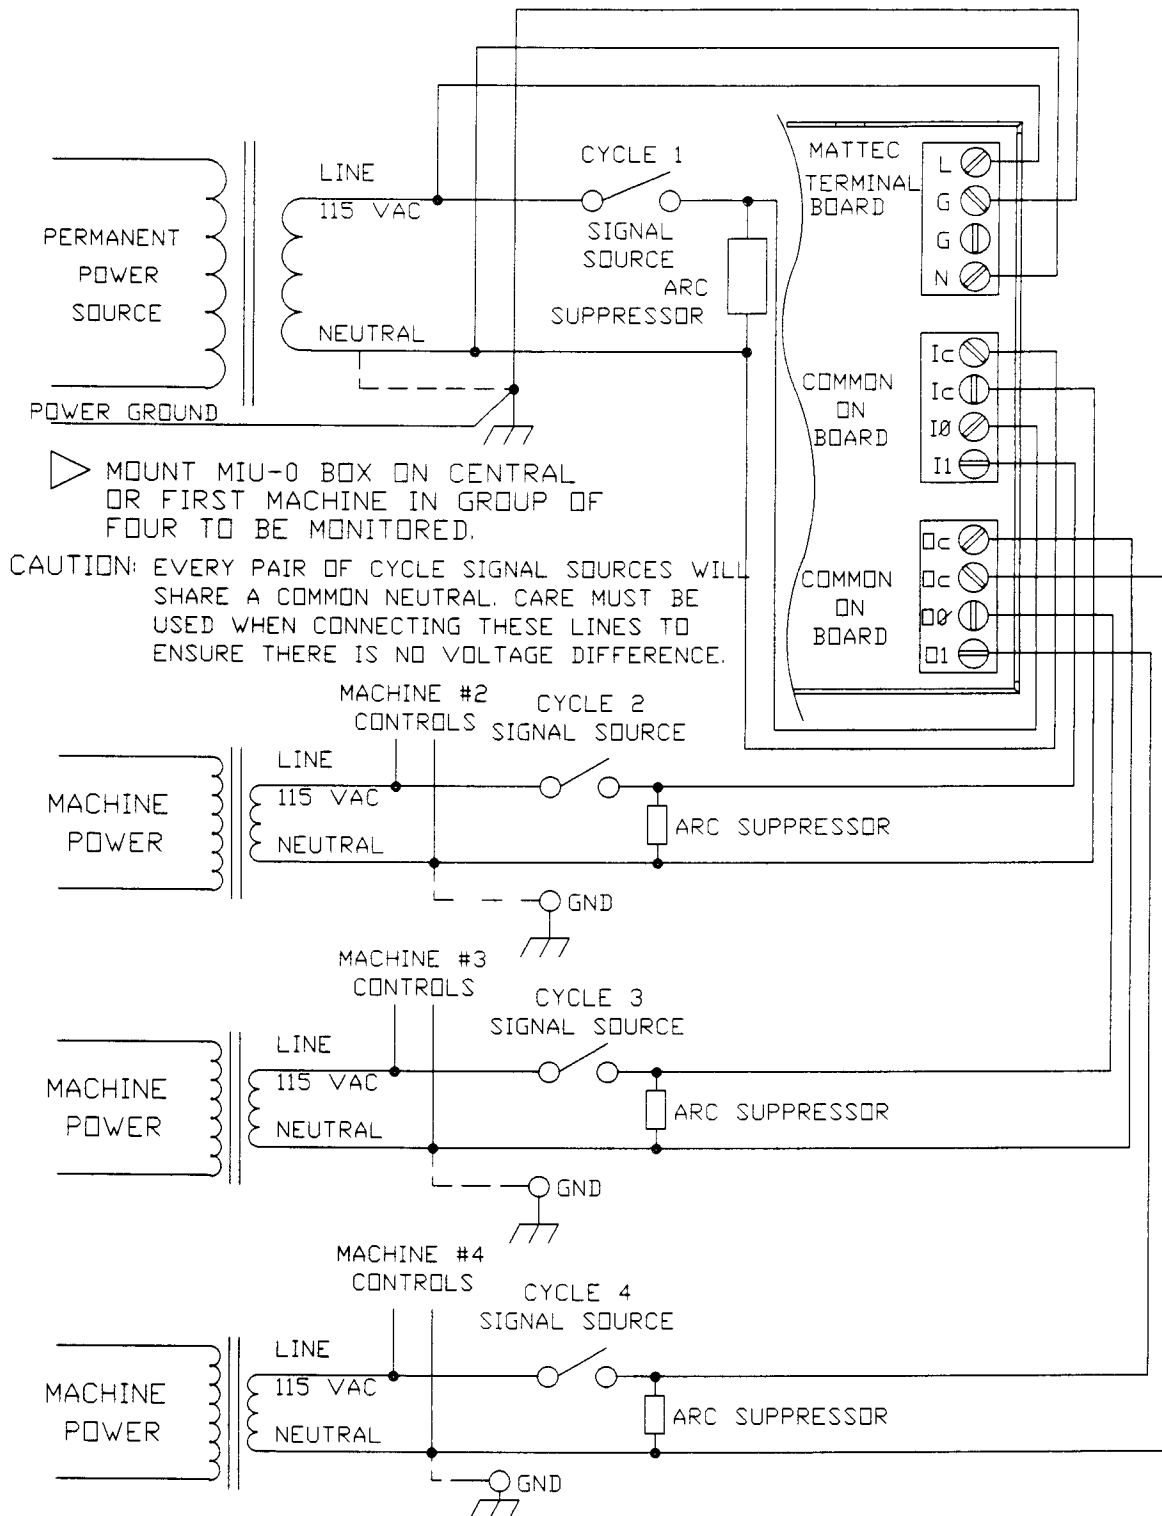 CYCLE 1
SIGNAL
SOURCE
LINE
115 VAC
PERMANENT
POWER
SOURCE
NEUTRAL
ARC
SUPPRESSOR
POWER GROUND
MATTEC
TERMINAL
BOARD
L
G
G
N
COMMON
ON
BOARD
Ic
Ic
IØ
I1
COMMON
ON
BOARD
Oc
Oc
OØ
O1
MOUNT MIU-O BOX ON CENTRAL
OR FIRST MACHINE IN GROUP OF
FOUR TO BE MONITORED.
CAUTION: EVERY PAIR OF CYCLE SIGNAL SOURCES WILL
SHARE A COMMON NEUTRAL. CARE MUST BE
USED WHEN CONNECTING THESE LINES TO
ENSURE THERE IS NO VOLTAGE DIFFERENCE.
MACHINE #2
CONTROLS
CYCLE 2
SIGNAL SOURCE
LINE
115 VAC
MACHINE
POWER
NEUTRAL
ARC SUPPRESSOR
GND
MACHINE #3
CONTROLS
CYCLE 3
SIGNAL SOURCE
LINE
115 VAC
MACHINE
POWER
NEUTRAL
ARC SUPPRESSOR
GND
MACHINE #4
CONTROLS
CYCLE 4
SIGNAL SOURCE
LINE
115 VAC
MACHINE
POWER
NEUTRAL
ARC SUPPRESSOR
GND